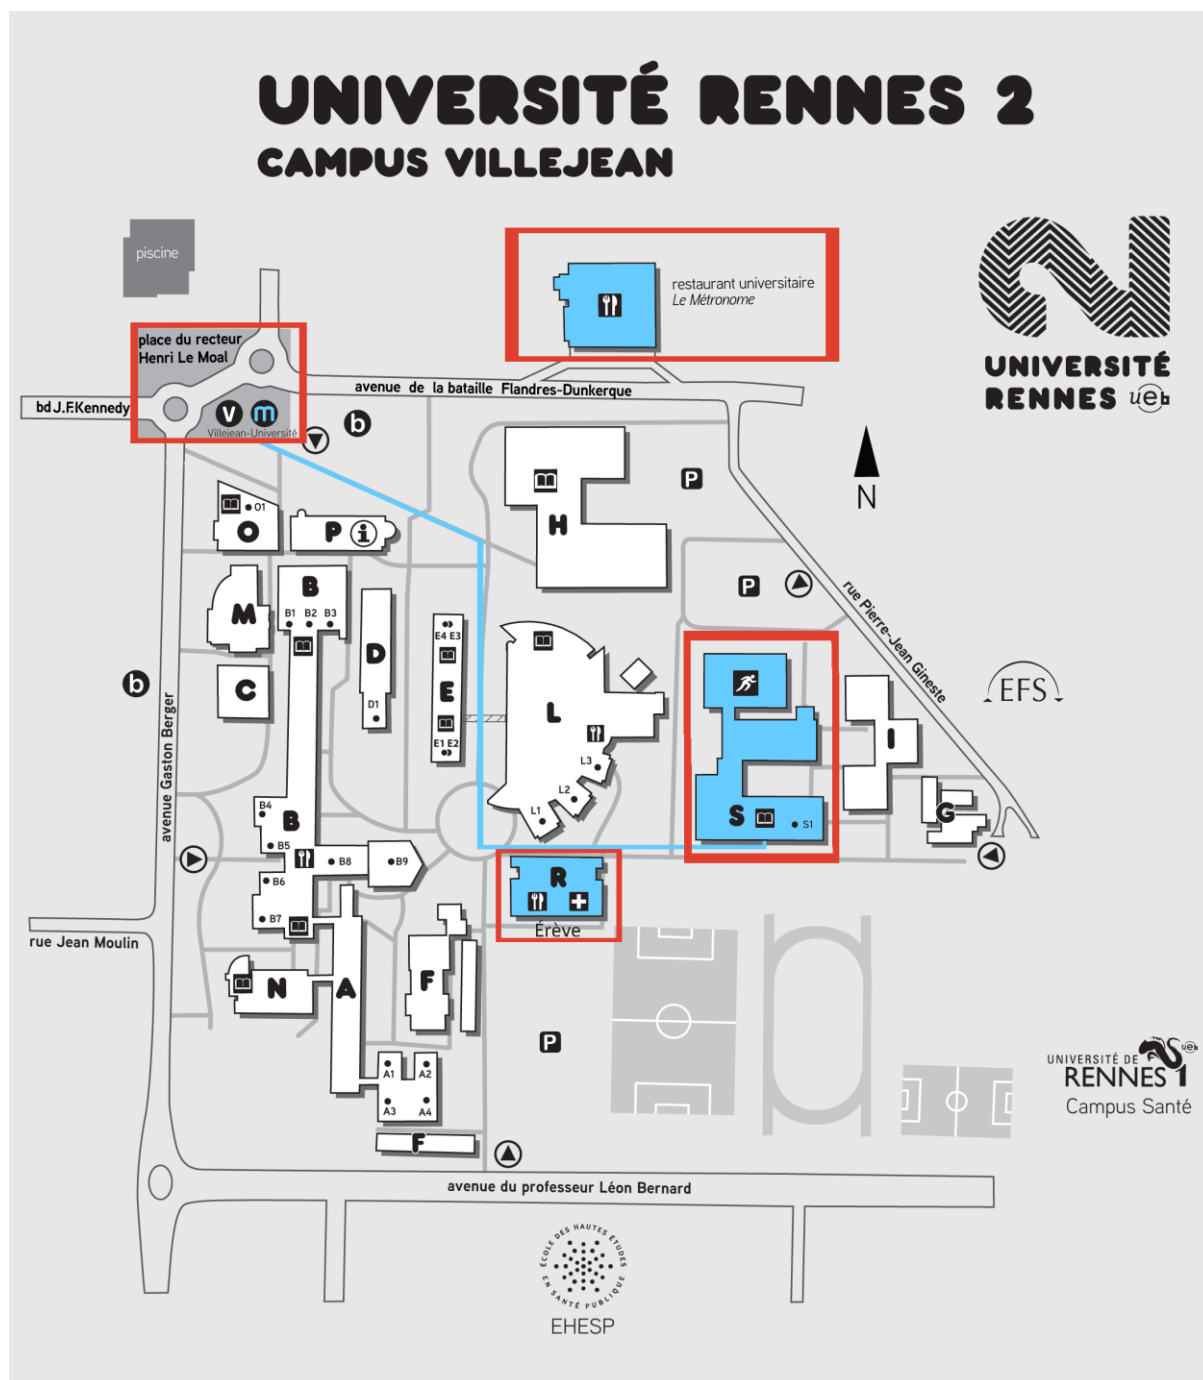 UNIVERSITÉ RENNES 2
CAMPUS VILLEJEAN
piscine
restaurant universitaire
Le Métronome
UNIVERSITÉ
RENNES ueb
place du recteur
Henri Le Moal
bd J.F.Kennedy
avenue de la bataille Flandres-Dunkerque
V m
Villejean-Université
b
N
P
O1
O
P i
H
P
rue Pierre-Jean Gineste
M
B
B1 B2 B3
E4 E3
D
C
b
D1
E
E1 E2
L
L3
L2
L1
EFS
I
S
S1
G
avenue Gaston Berger
B4
B
B5
B8
B9
B6
B7
R
Érève
rue Jean Moulin
N
A
F
P
A1
A2
A3
A4
F
UNIVERSITÉ DE ueb
RENNES 1
Campus Santé
avenue du professeur Léon Bernard
ÉCOLE DES HAUTES ÉTUDES
EN SANTÉ PUBLIQUE
EHESP